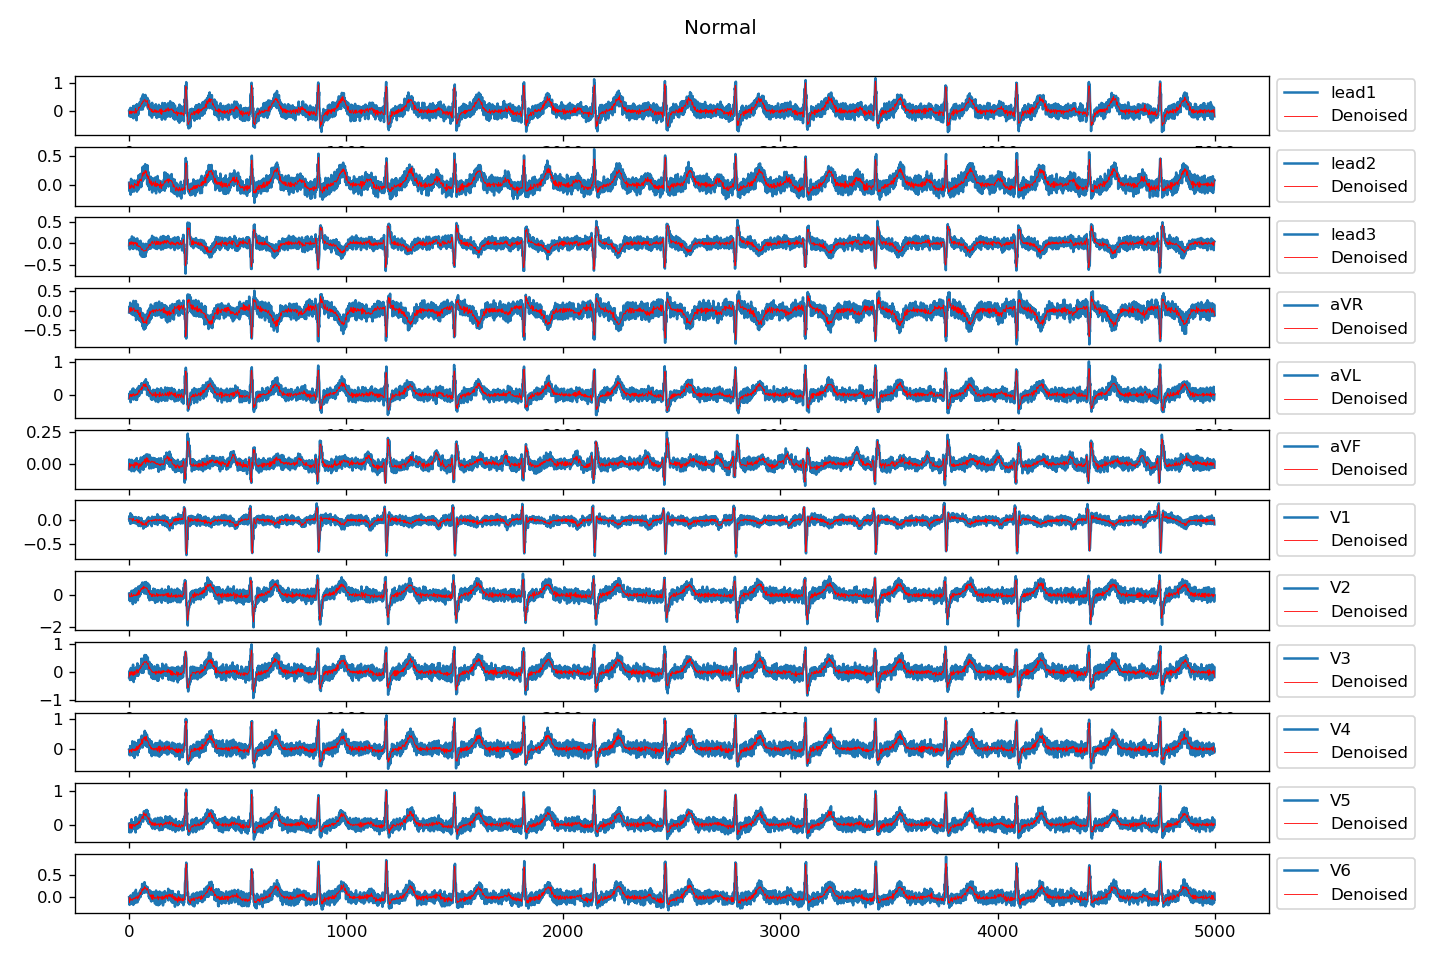 Normal
1
0
lead1
Denoised
0.5
0.0
lead2
Denoised
0.5
0.0
−0.5
lead3
Denoised
0.5
0.0
−0.5
aVR
Denoised
1
0
aVL
Denoised
0.25
0.00
aVF
Denoised
0.0
−0.5
V1
Denoised
0
−2
V2
Denoised
1
0
−1
V3
Denoised
1
0
V4
Denoised
1
0
V5
Denoised
0.5
0.0
V6
Denoised
0 1000 2000 3000 4000 5000